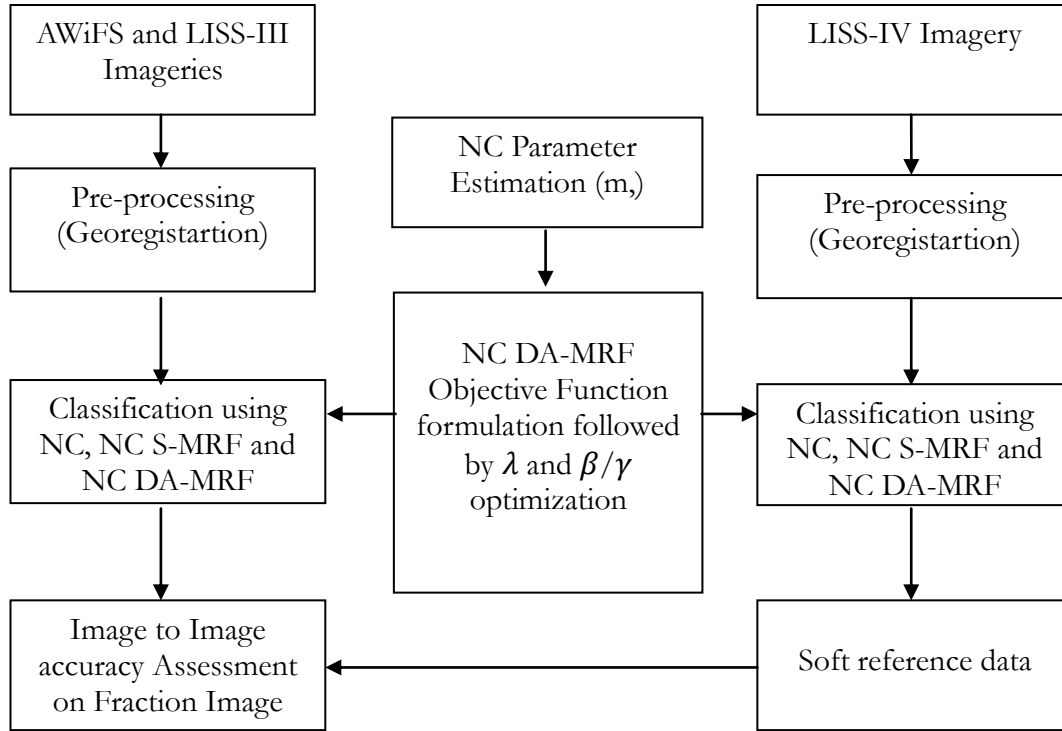 AWiFS and LISS-III
Imageries
LISS-IV Imagery
NC Parameter
Estimation (m,)
Pre-processing
(Georegistartion)
Pre-processing
(Georegistartion)
NC DA-MRF
Objective Function
formulation followed
by λ and β/γ
optimization
Classification using
NC, NC S-MRF and
NC DA-MRF
Classification using
NC, NC S-MRF and
NC DA-MRF
Image to Image
accuracy Assessment
on Fraction Image
Soft reference data